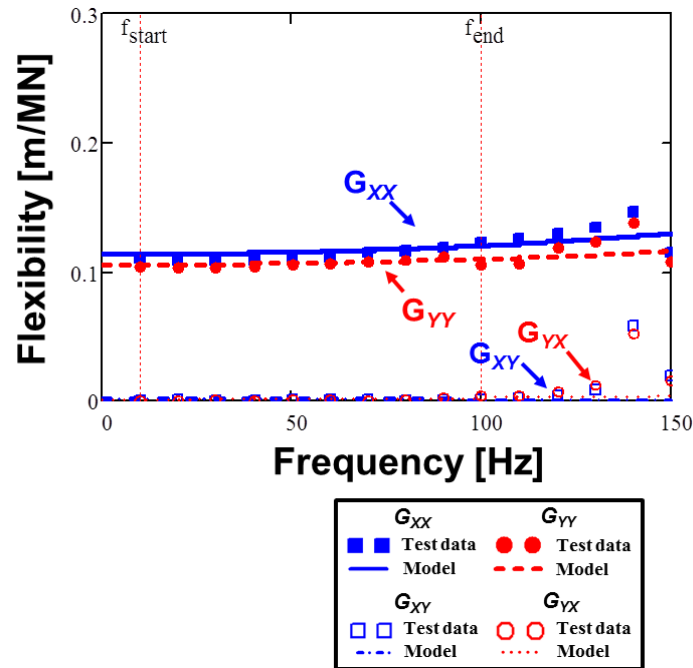 0.3
f_start
f_end
Flexibility [m/MN]
0.2
G_XX
0.1
G_YY
G_XY
G_YX
0
0
50
100
150
Frequency [Hz]
G_XX G_YY
Test data Test data
Model Model
G_XY G_YX
Test data Test data
Model Model